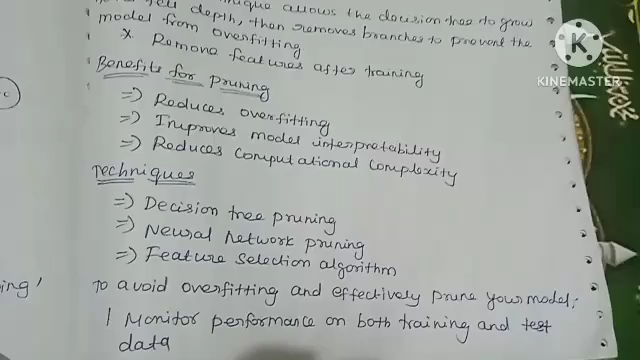 nique allows the decision tree to grow
depth, then removes branches to prevent the
model from overfitting
x Remove features after training
Benefits for pruning
=) Reduces overfitting
=) Improves model interpretability
=) Reduces computational complexity
Techniques
=) Decision tree pruning
=) Neural Network pruning
=) Feature selection algorithm
To avoid overfitting and effectively prune your model;
1 Monitor performance on both training and test
data
ing'
KINEMASTER